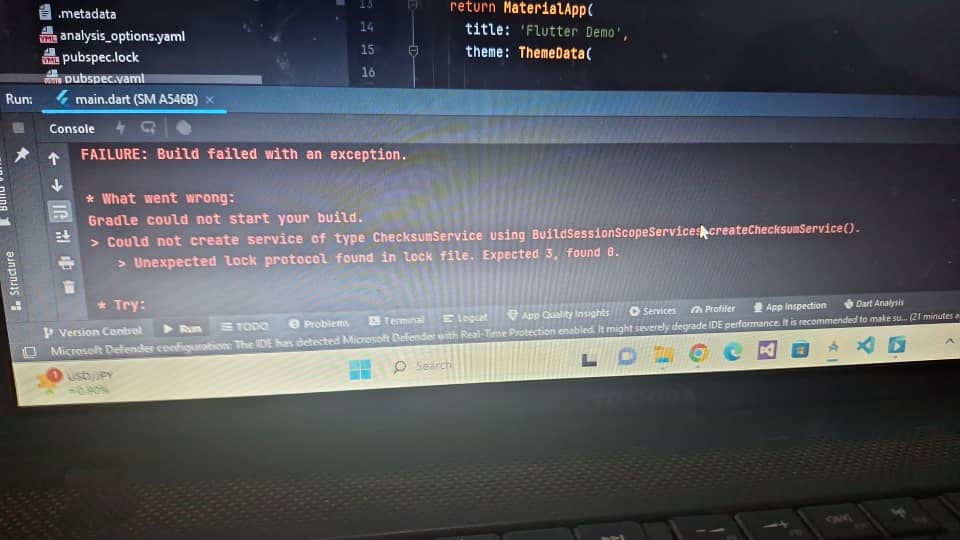 .metadata
analysis_options.yaml
pubspec.lock
pubspec.yaml
13
14
15
16
return MaterialApp(
title: 'Flutter Demo',
theme: ThemeData(
Run: main.dart (SM A546B) ×
Console
FAILURE: Build failed with an exception.
* What went wrong:
Gradle could not start your build.
> Could not create service of type ChecksumService using BuildSessionScopeServices.createChecksumService().
> Unexpected lock protocol found in lock file. Expected 3, found 0.
* Try:
Structure
Version Control Run TODO Problems Terminal Logcat App Quality Insights Services Profiler App Inspection Dart Analysis
Microsoft Defender configuration: The IDE has detected Microsoft Defender with Real-Time Protection enabled. It might severely degrade IDE performance. It is recommended to make su... (21 minutes a
1
USD/JPY
+0.90%
Search
TOSHIBA